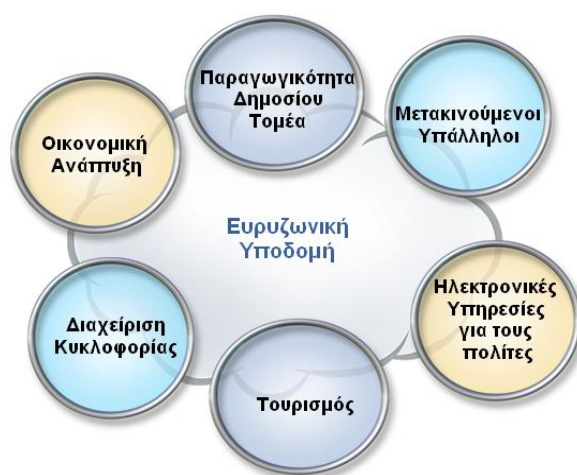 Παραγωγικότητα
Δημοσίου
Τομέα
Μετακινούμενοι
Υπάλληλοι
Οικονομική
Ανάπτυξη
Ευρυζωνική
Υποδομή
Ηλεκτρονικές
Υπηρεσίες
για τους
πολίτες
Διαχείριση
Κυκλοφορίας
Τουρισμός